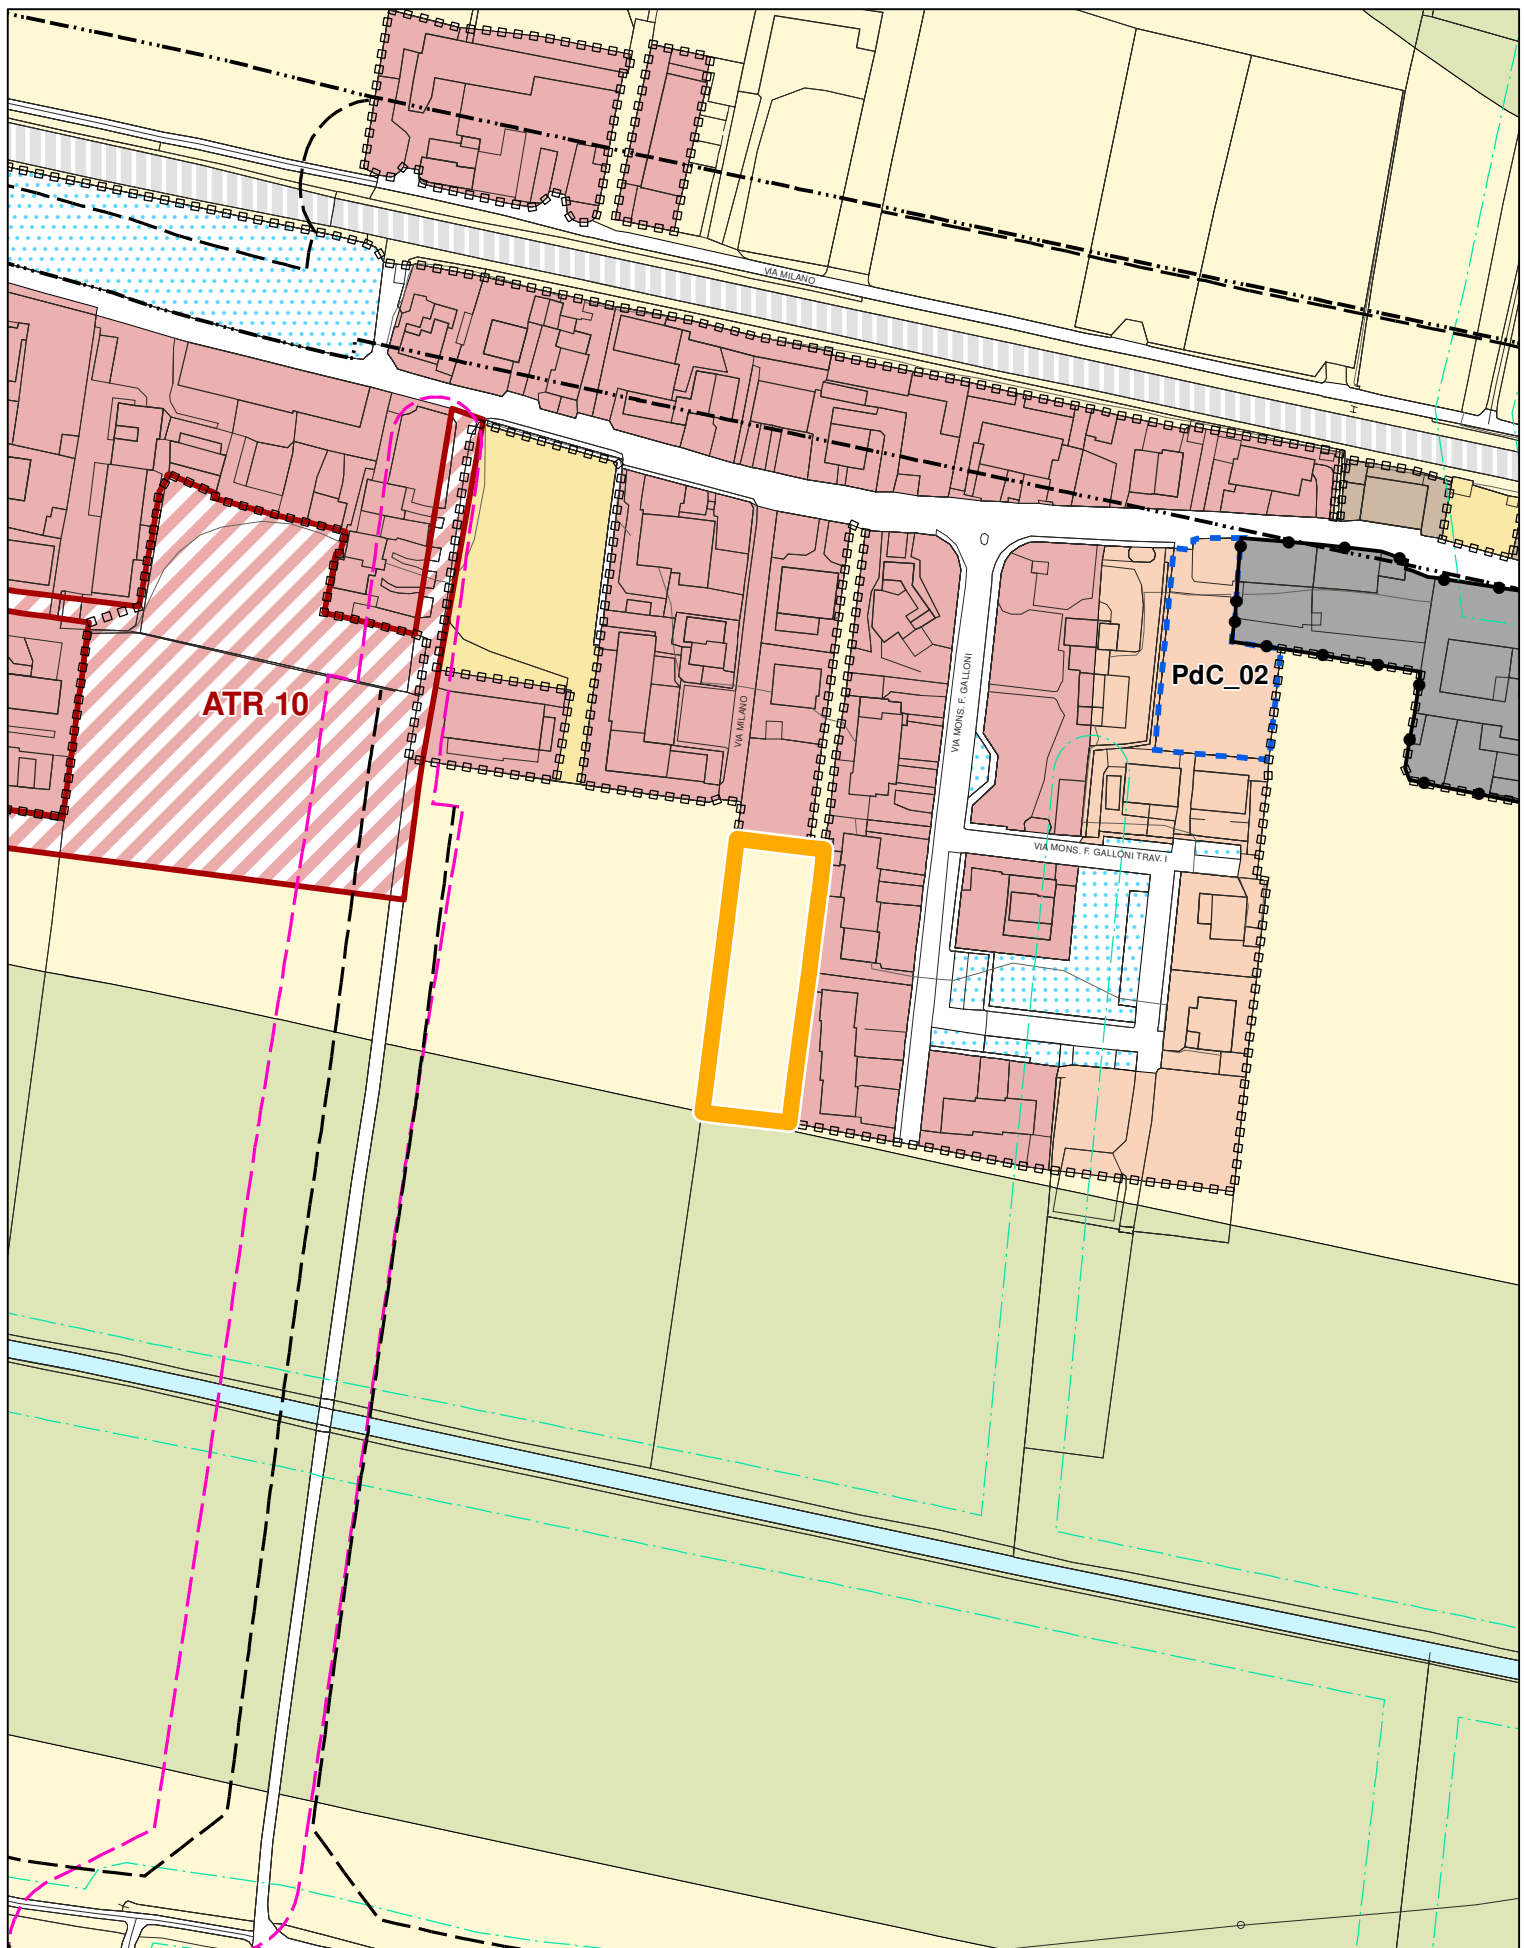 VIA MILANO
PdC_02
ATR 10
VIA MILANO
VIA MONS. F. GALLONI
VIA MONS. F. GALLONI TRAV. I